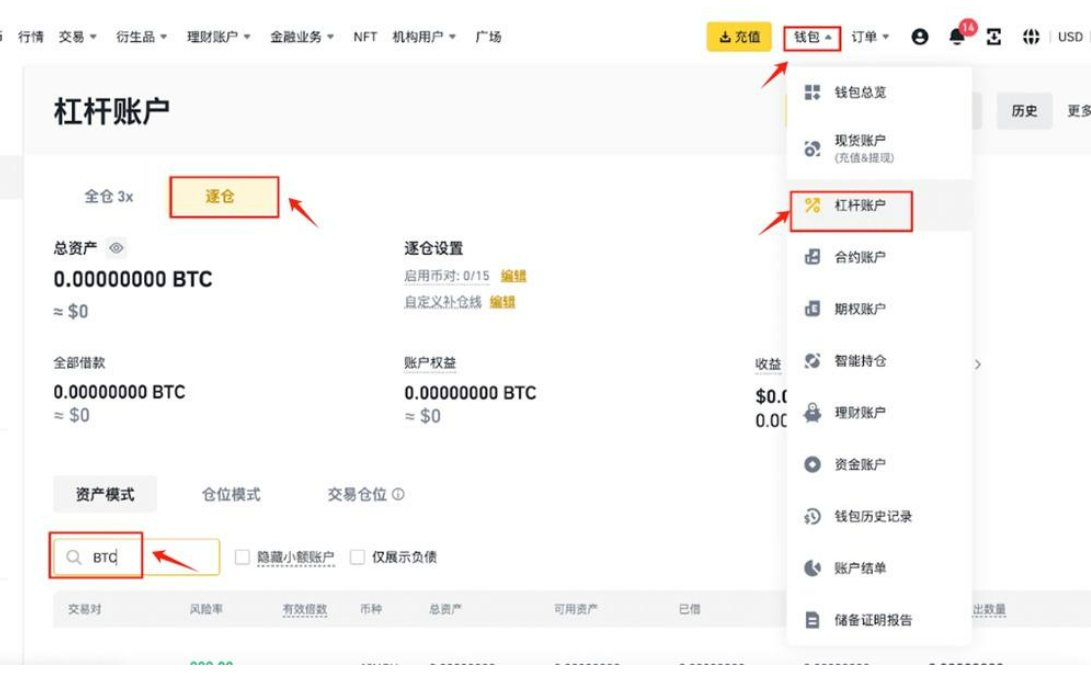 行情 交易 衍生品 理财账户 金融业务 NFT 机构用户 广场 充值 钱包 订单 14 USD
杠杆账户
历史 更多
全仓 3x 逐仓
总资产
0.00000000 BTC
≈ $0
逐仓设置
启用币对: 0/15 编辑
自定义补仓线 编辑
全部借款
0.00000000 BTC
≈ $0
账户权益
0.00000000 BTC
≈ $0
收益
$0.0
0.00
资产模式 仓位模式 交易仓位
BTC 隐藏小额账户 仅展示负债
交易对 风险率 有效倍数 币种 总资产 可用资产 已借 出数量
钱包总览
现货账户
(充值&提现)
杠杆账户
合约账户
期权账户
智能持仓
理财账户
资金账户
钱包历史记录
账户结单
储备证明报告